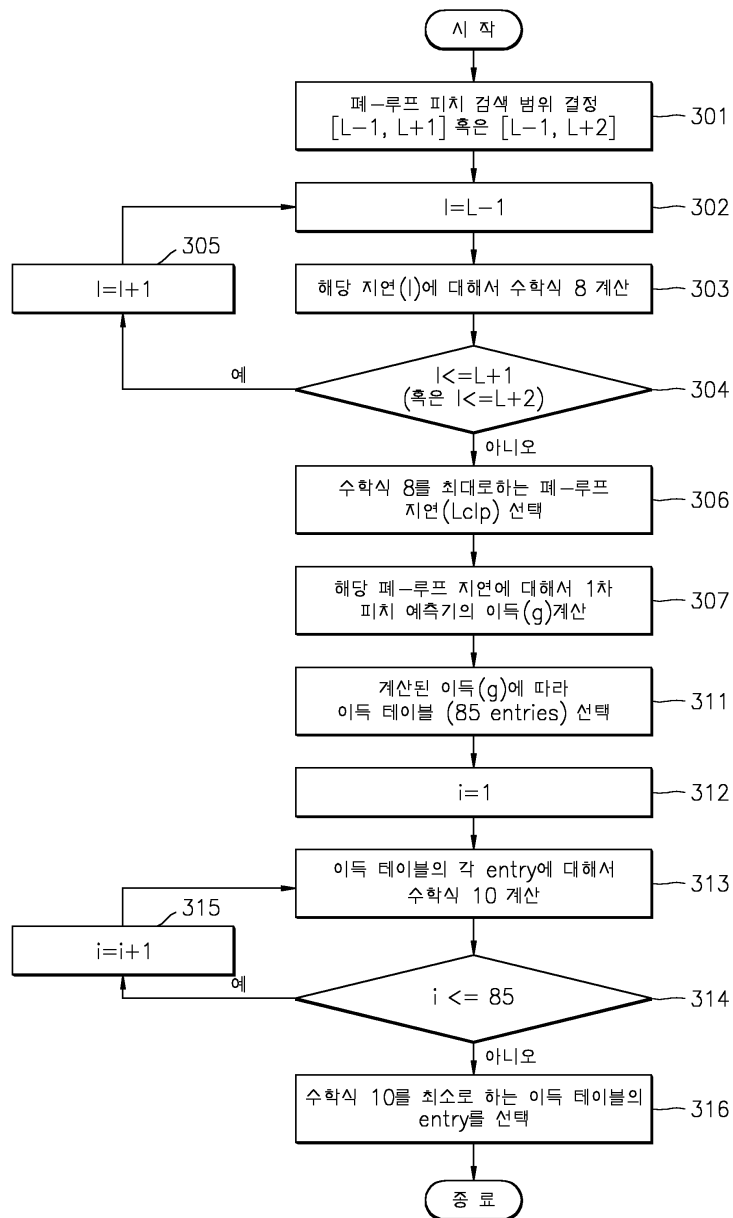 시 작
폐-루프 피치 검색 범위 결정
[L-1, L+1] 혹은 [L-1, L+2]
301
l=L-1
302
305
l=l+1
해당 지연(l)에 대해서 수학식 8 계산
303
예
l<=L+1
(혹은 l<=L+2)
304
아니오
수학식 8를 최대로하는 폐-루프
지연(Lclp) 선택
306
해당 폐-루프 지연에 대해서 1차
피치 예측기의 이득(g)계산
307
계산된 이득(g)에 따라
이득 테이블 (85 entries) 선택
311
i=1
312
이득 테이블의 각 entry에 대해서
수학식 10 계산
313
315
i=i+1
예
i <= 85
314
아니오
수학식 10를 최소로 하는 이득 테이블의
entry를 선택
316
종 료